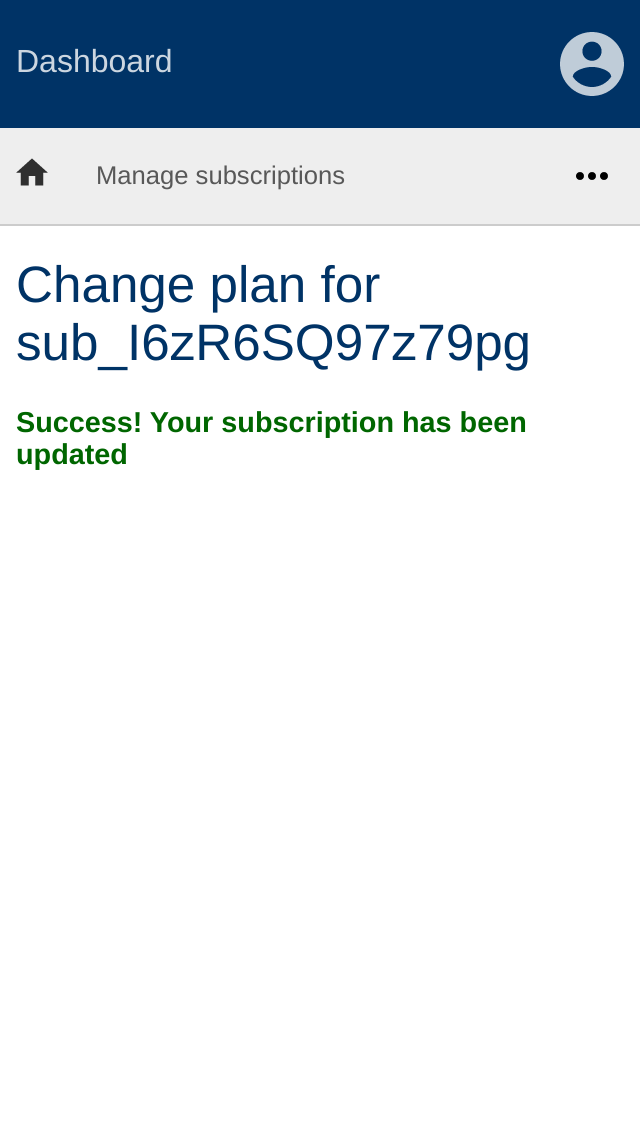 Dashboard
Manage subscriptions
Change plan for
sub_I6zR6SQ97z79pg
Success! Your subscription has been
updated